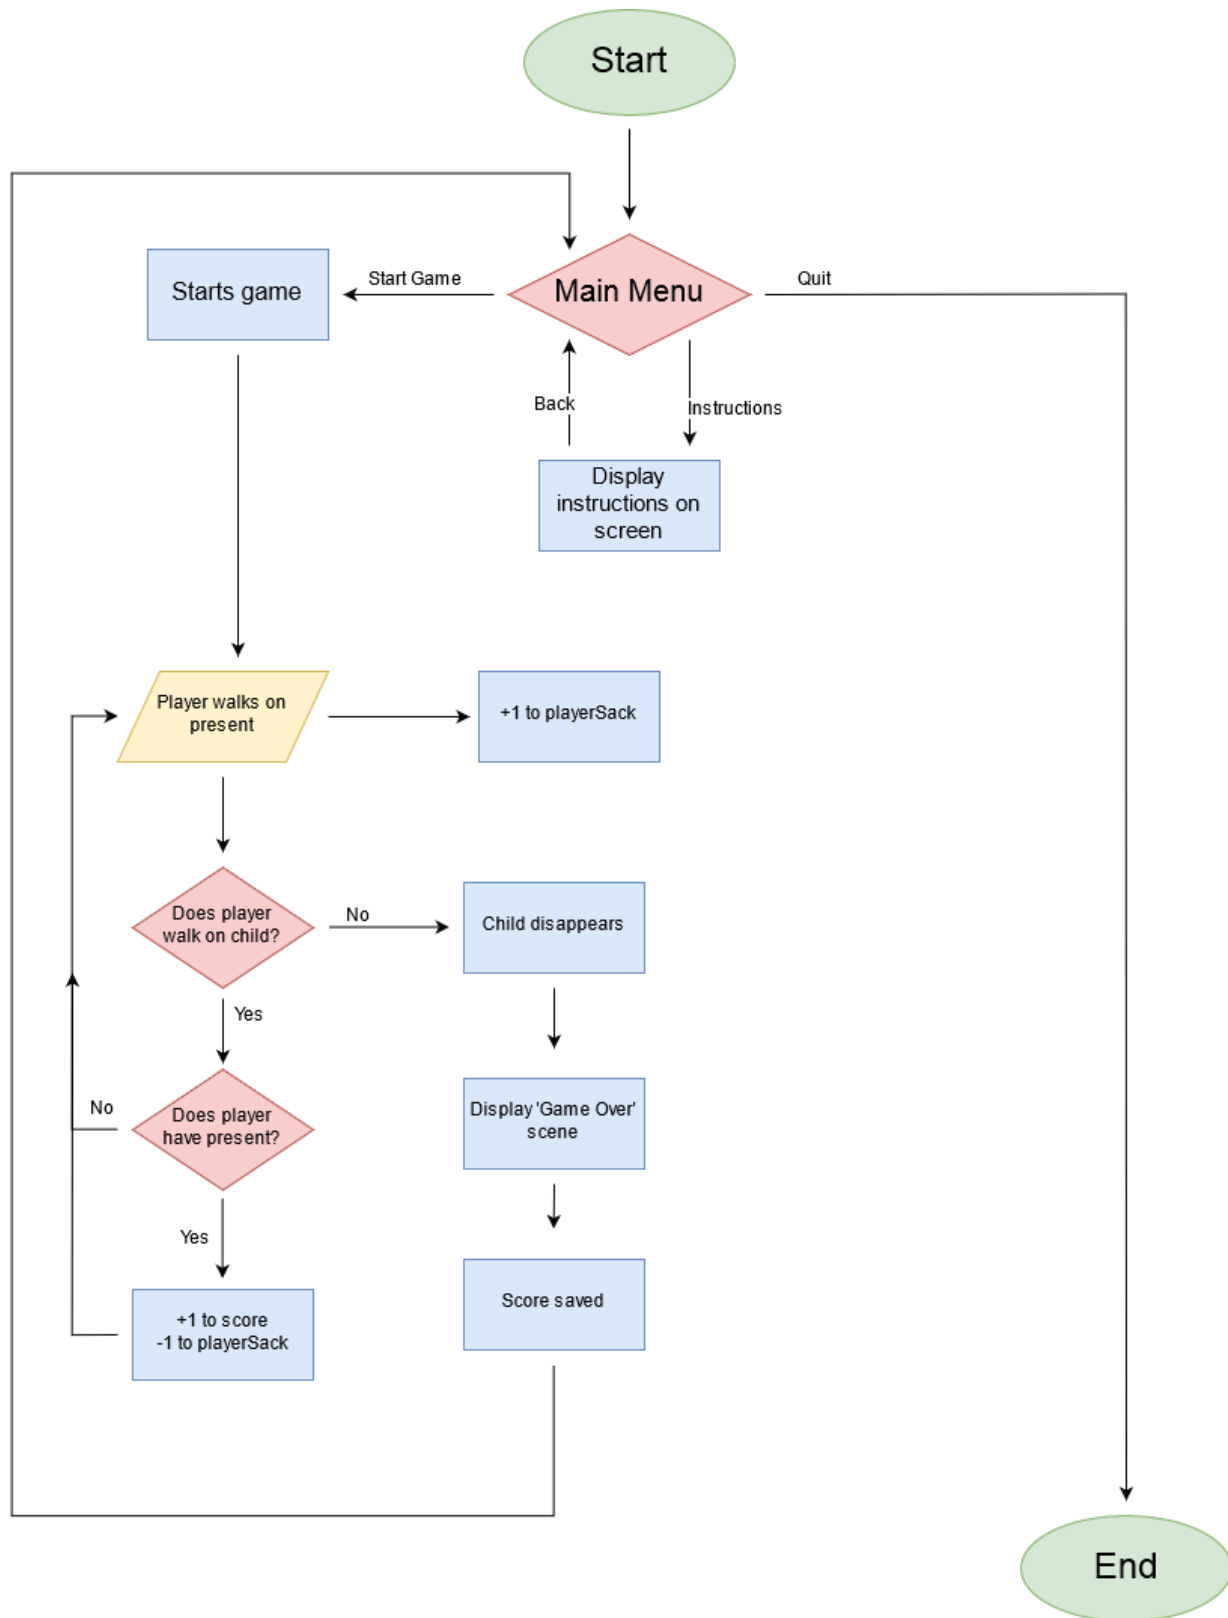 Start
Main Menu
Start Game
Starts game
Quit
Back
Instructions
Display
instructions on
screen
Player walks on
present
+1 to playerSack
Does player
walk on child?
No
Child disappears
Yes
Does player
have present?
No
Display 'Game Over'
scene
Yes
+1 to score
-1 to playerSack
Score saved
End